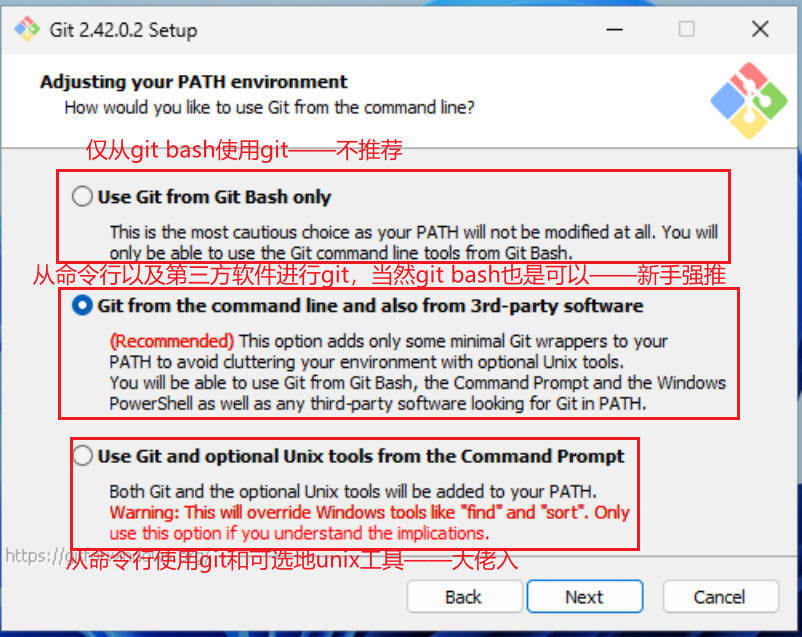 Git 2.42.0.2 Setup
Adjusting your PATH environment
How would you like to use Git from the command line?
仅从git bash使用git——不推荐
Use Git from Git Bash only
This is the most cautious choice as your PATH will not be modified at all. You will
only be able to use the Git command line tools from Git Bash.
从命令行以及第三方软件进行git，当然git bash也是可以——新手强推
Git from the command line and also from 3rd-party software
(Recommended) This option adds only some minimal Git wrappers to your
PATH to avoid cluttering your environment with optional Unix tools.
You will be able to use Git from Git Bash, the Command Prompt and the Windows
PowerShell as well as any third-party software looking for Git in PATH.
Use Git and optional Unix tools from the Command Prompt
Both Git and the optional Unix tools will be added to your PATH.
Warning: This will override Windows tools like "find" and "sort". Only
use this option if you understand the implications.
https://
从命令行使用git和可选地unix工具——大佬入
Back
Next
Cancel